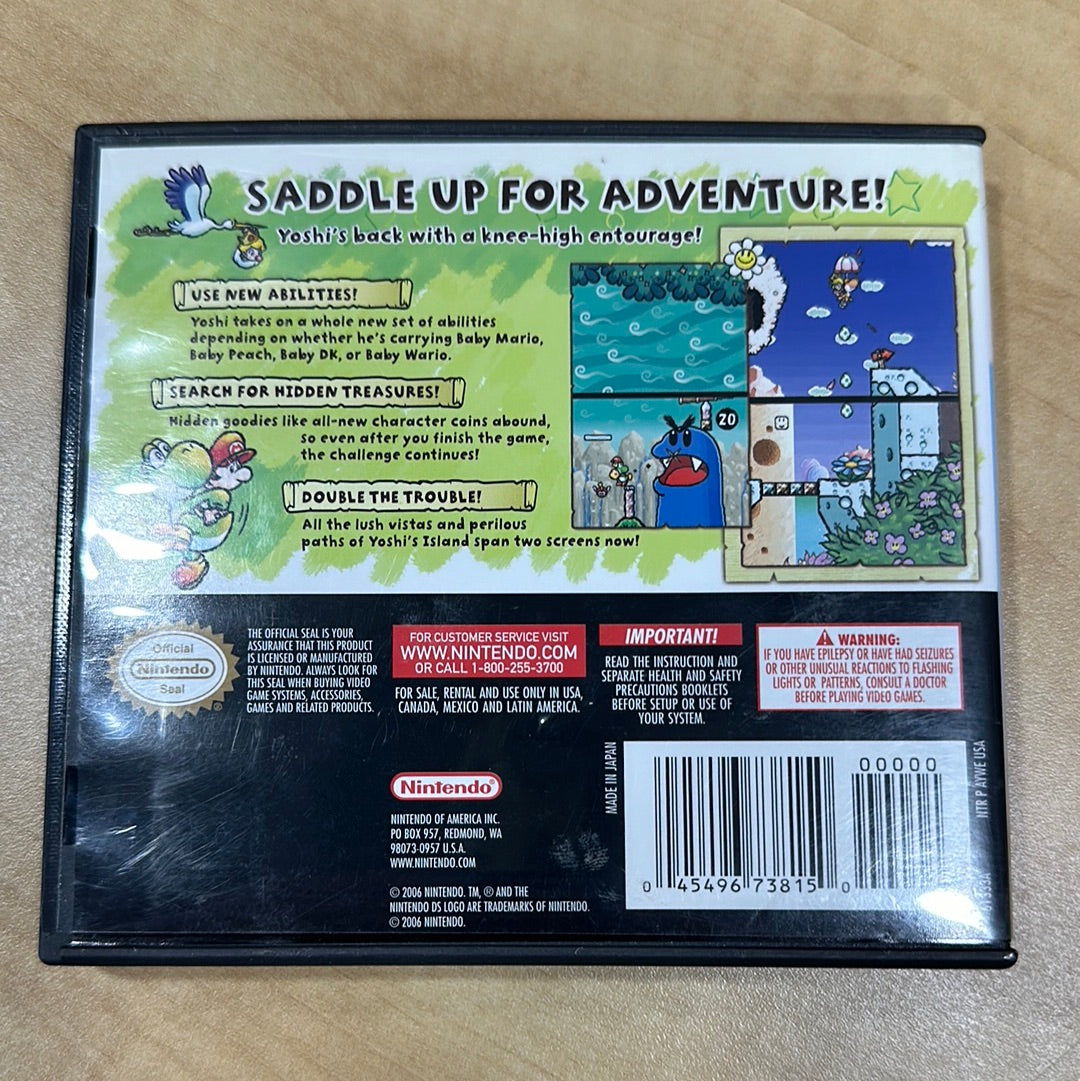 SADDLE UP FOR ADVENTURE!
Yoshi's back with a knee-high entourage!
USE NEW ABILITIES!
Yoshi takes on a whole new set of abilities
depending on whether he's carrying Baby Mario,
Baby Peach, Baby DK, or Baby Wario.
SEARCH FOR HIDDEN TREASURES!
Hidden goodies like all-new character coins abound,
so even after you finish the game,
the challenge continues!
DOUBLE THE TROUBLE!
All the lush vistas and perilous
paths of Yoshi's Island span two screens now!
20
Official
Nintendo
Seal
®
THE OFFICIAL SEAL IS YOUR
ASSURANCE THAT THIS PRODUCT
IS LICENSED OR MANUFACTURED
BY NINTENDO. ALWAYS LOOK FOR
THIS SEAL WHEN BUYING VIDEO
GAME SYSTEMS, ACCESSORIES,
GAMES AND RELATED PRODUCTS.
FOR CUSTOMER SERVICE VISIT
WWW.NINTENDO.COM
OR CALL 1-800-255-3700
FOR SALE, RENTAL AND USE ONLY IN USA,
CANADA, MEXICO AND LATIN AMERICA.
IMPORTANT!
READ THE INSTRUCTION AND
SEPARATE HEALTH AND SAFETY
PRECAUTIONS BOOKLETS
BEFORE SETUP OR USE OF
YOUR SYSTEM.
WARNING:
IF YOU HAVE EPILEPSY OR HAVE HAD SEIZURES
OR OTHER UNUSUAL REACTIONS TO FLASHING
LIGHTS OR PATTERNS, CONSULT A DOCTOR
BEFORE PLAYING VIDEO GAMES.
Nintendo®
NINTENDO OF AMERICA INC.
PO BOX 957, REDMOND, WA
98073-0957 U.S.A.
WWW.NINTENDO.COM
© 2006 NINTENDO. TM, ® AND THE
NINTENDO DS LOGO ARE TRADEMARKS OF NINTENDO.
© 2006 NINTENDO.
MADE IN JAPAN
00000
0 45496 73815 0
NTR P AYWE USA